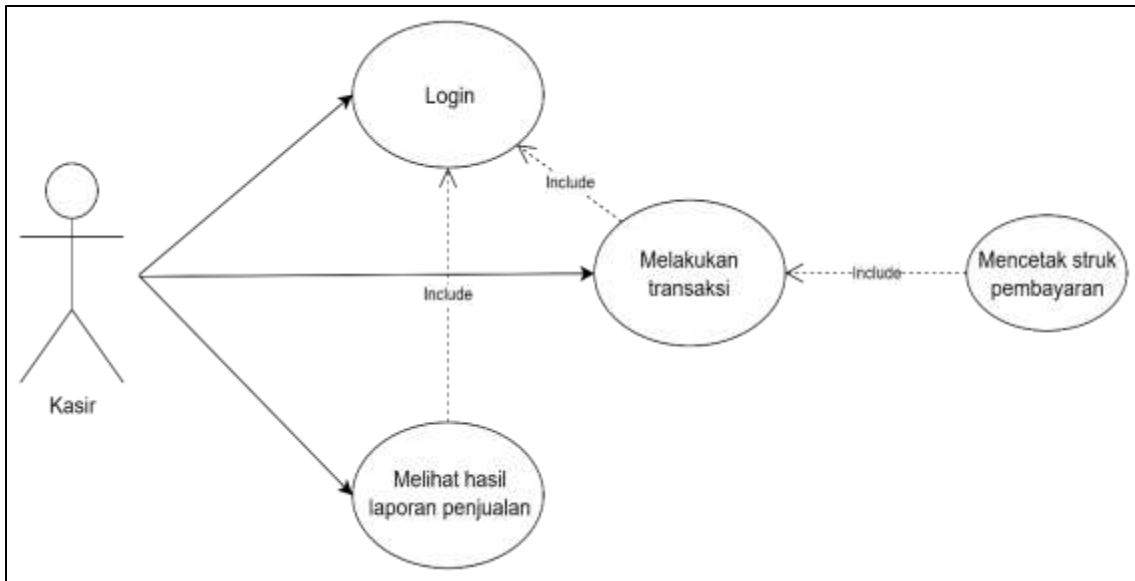 Login
Include
Melakukan
transaksi
Include
Mencetak struk
pembayaran
Include
Kasir
Melihat hasil
laporan penjualan